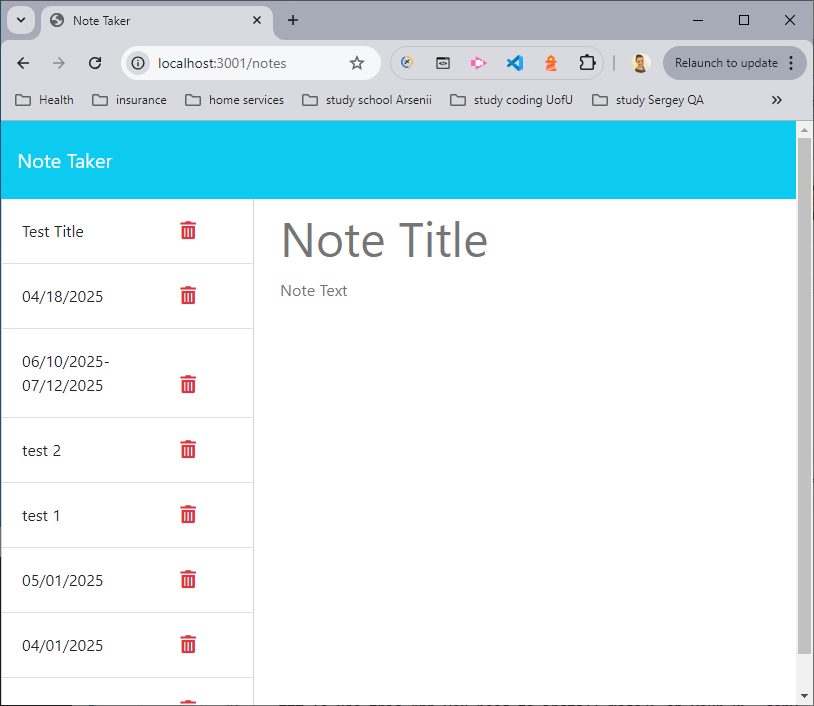 Note Taker
localhost:3001/notes
Relaunch to update
Health
insurance
home services
study school Arsenii
study coding UofU
study Sergey QA
Note Taker
Test Title
04/18/2025
06/10/2025-
07/12/2025
test 2
test 1
05/01/2025
04/01/2025
Note Title
Note Text